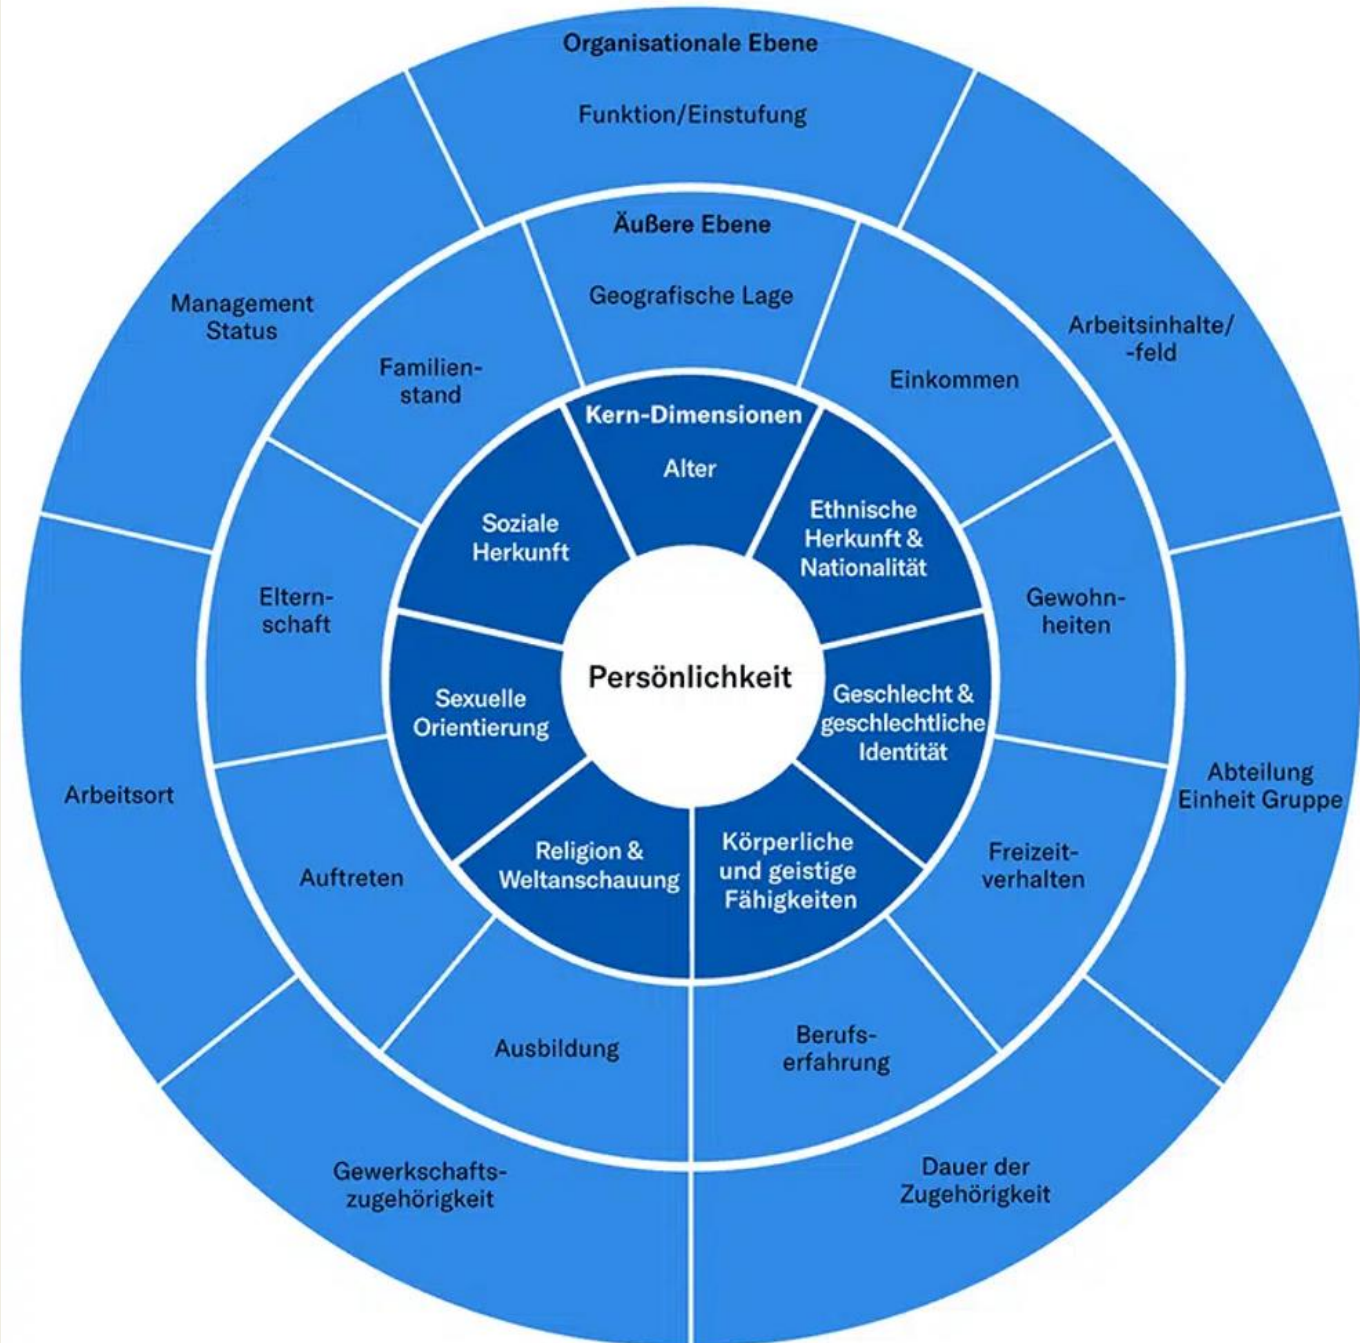 Organisationale Ebene
Funktion/Einstufung
Arbeitsinhalte/
-feld
Abteilung
Einheit Gruppe
Dauer der
Zugehörigkeit
Gewerkschafts-
zugehörigkeit
Arbeitsort
Management
Status
Äußere Ebene
Geografische Lage
Einkommen
Gewohn-
heiten
Freizeit-
verhalten
Berufs-
erfahrung
Ausbildung
Auftreten
Eltern-
schaft
Familien-
stand
Kern-Dimensionen
Alter
Ethnische
Herkunft &
Nationalität
Geschlecht &
geschlechtliche
Identität
Körperliche
und geistige
Fähigkeiten
Religion &
Weltanschauung
Sexuelle
Orientierung
Soziale
Herkunft
Persönlichkeit